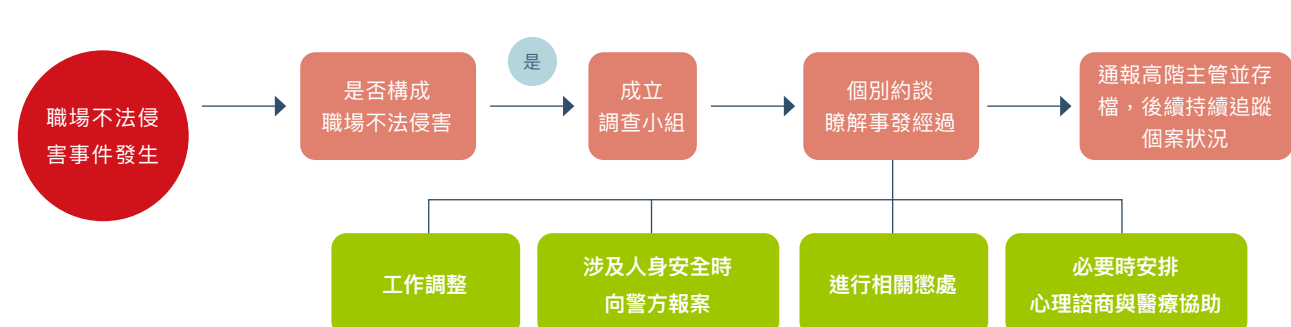 職場不法侵
害事件發生
是否構成
職場不法侵害
是
成立
調查小組
個別約談
瞭解事發經過
通報高階主管並存
檔，後續持續追蹤
個案狀況
工作調整
涉及人身安全時
向警方報案
進行相關懲處
必要時安排
心理諮商與醫療協助